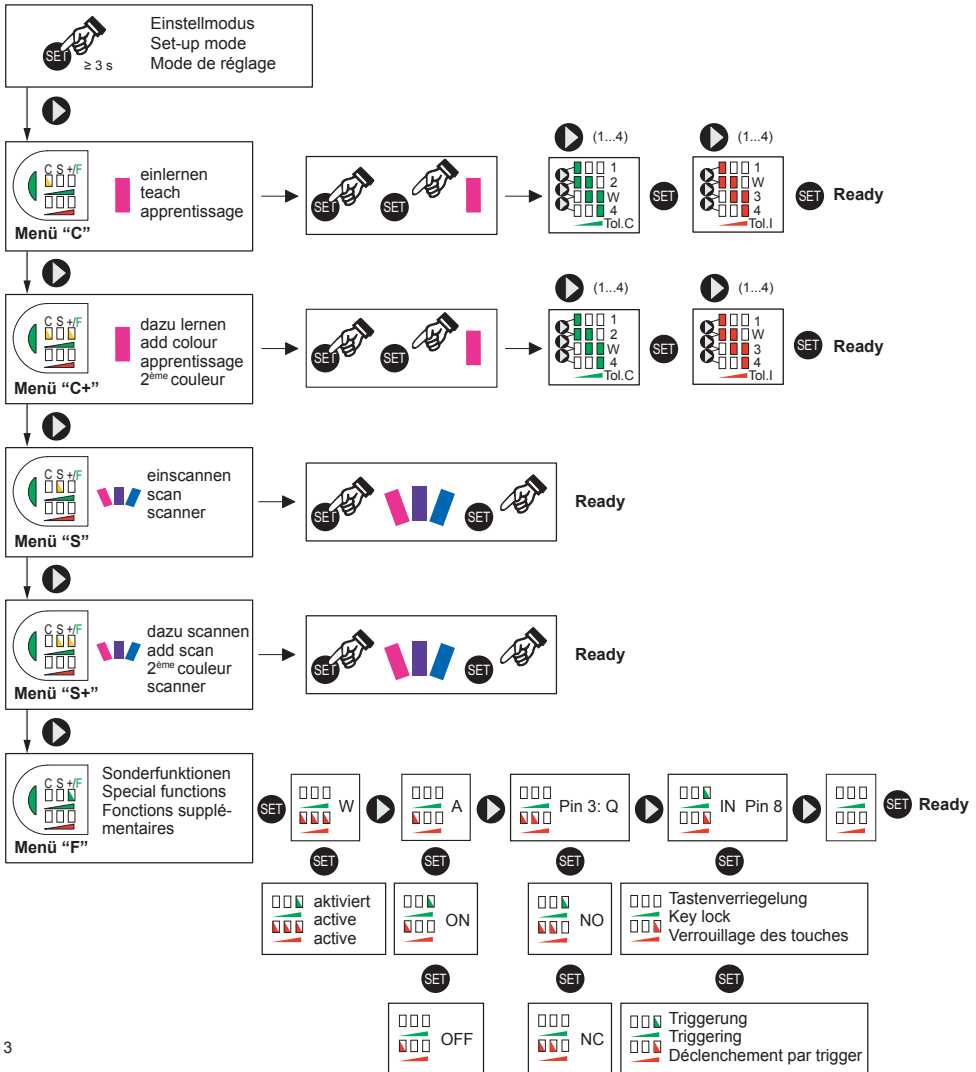 Einstellmodus
Set-up mode
Mode de réglage
SET
≥ 3 s
C S +/F
Menü “C”
einlernen
teach
apprentissage
SET
SET
(1...4)
1
2
W
4
Tol.C
SET
(1...4)
1
W
3
4
Tol.I
SET Ready
C S +/F
Menü “C+”
dazu lernen
add colour
apprentissage
2ème couleur
SET
SET
(1...4)
1
2
W
4
Tol.C
SET
(1...4)
1
W
3
4
Tol.I
SET Ready
C S +/F
Menü “S”
einscannen
scan
scanner
SET
SET
Ready
C S +/F
Menü “S+”
dazu scannen
add scan
2ème couleur
scanner
SET
SET
Ready
C S +/F
Menü “F”
Sonderfunktionen
Special functions
Fonctions supplé-
mentaires
SET
W
A
Pin 3: Q
IN Pin 8
SET Ready
SET
SET
SET
SET
aktiviert
active
active
ON
NO
Tastenverriegelung
Key lock
Verrouillage des touches
SET
SET
SET
OFF
NC
Triggerung
Triggering
Déclenchement par trigger
3